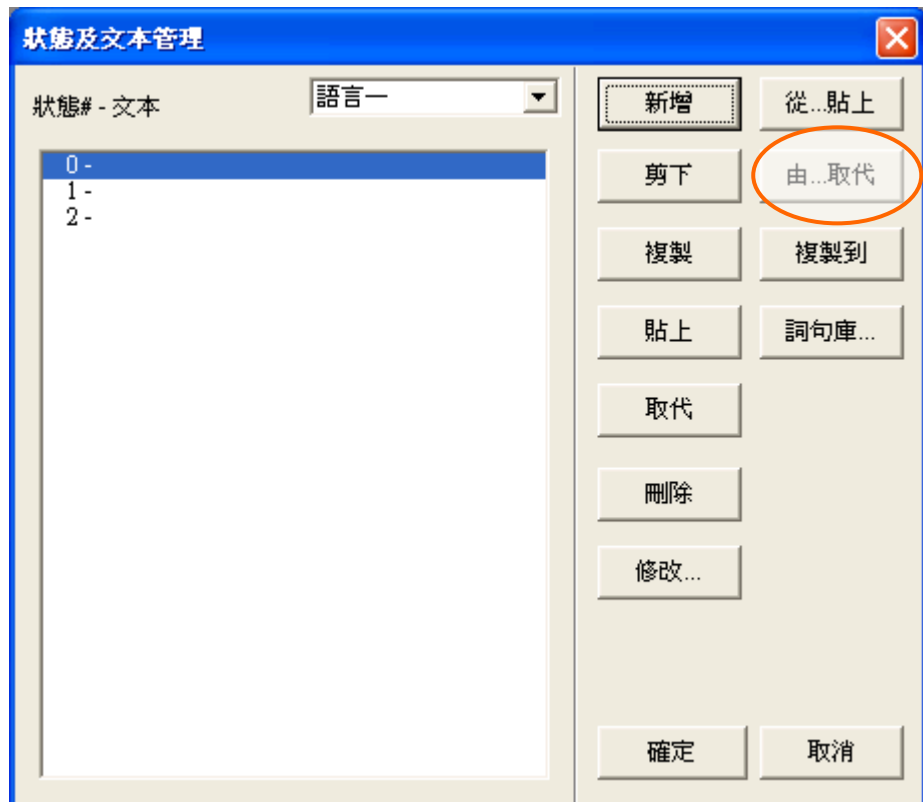 狀態及文本管理
狀態# - 文本
語言一
0 -
1 -
2 -
新增
從...貼上
剪下
由...取代
複製
複製到
貼上
詞句庫...
取代
刪除
修改...
確定
取消